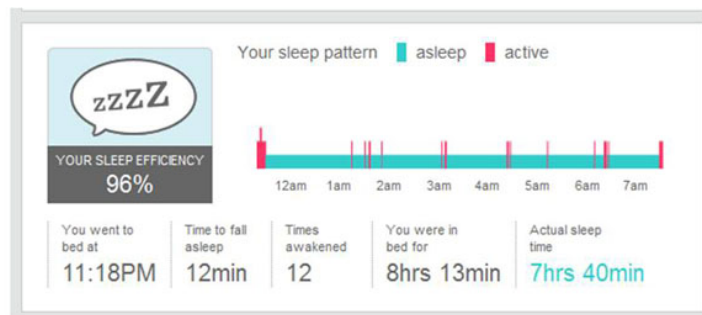 Your sleep pattern asleep active
zzzZ
YOUR SLEEP EFFICIENCY
96%
12am 1am 2am 3am 4am 5am 6am 7am
You went to
bed at
11:18PM
Time to fall
asleep
12min
Times
awakened
12
You were in
bed for
8hrs 13min
Actual sleep
time
7hrs 40min